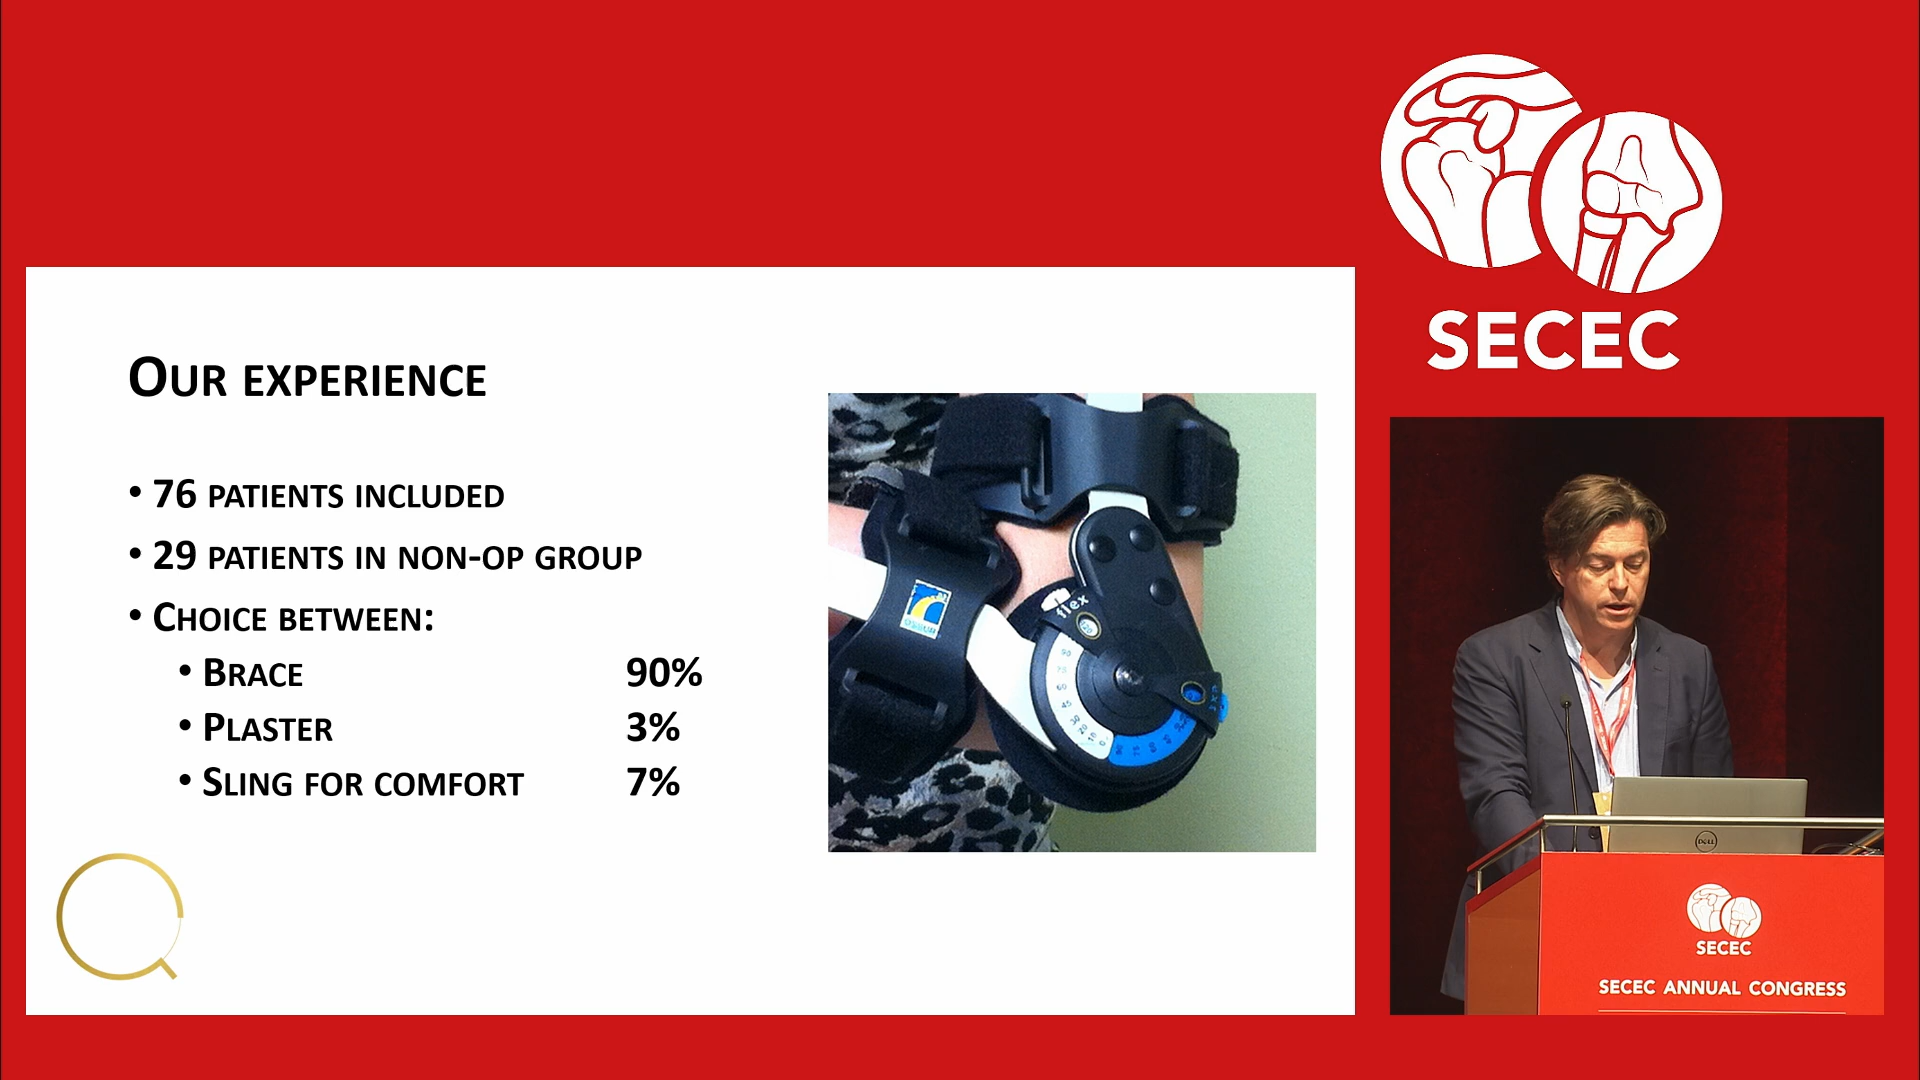 SECEC
OUR EXPERIENCE
• 76 PATIENTS INCLUDED
• 29 PATIENTS IN NON-OP GROUP
• CHOICE BETWEEN:
• BRACE 90%
• PLASTER 3%
• SLING FOR COMFORT 7%
flex
DELL
SECEC
SECEC ANNUAL CONGRESS